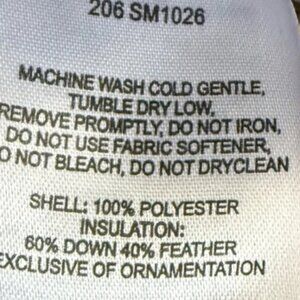 206 SM1026
MACHINE WASH COLD GENTLE,
TUMBLE DRY LOW,
REMOVE PROMPTLY, DO NOT IRON,
DO NOT USE FABRIC SOFTENER,
O NOT BLEACH, DO NOT DRYCLEAN
SHELL: 100% POLYESTER
INSULATION:
60% DOWN 40% FEATHER
EXCLUSIVE OF ORNAMENTATION